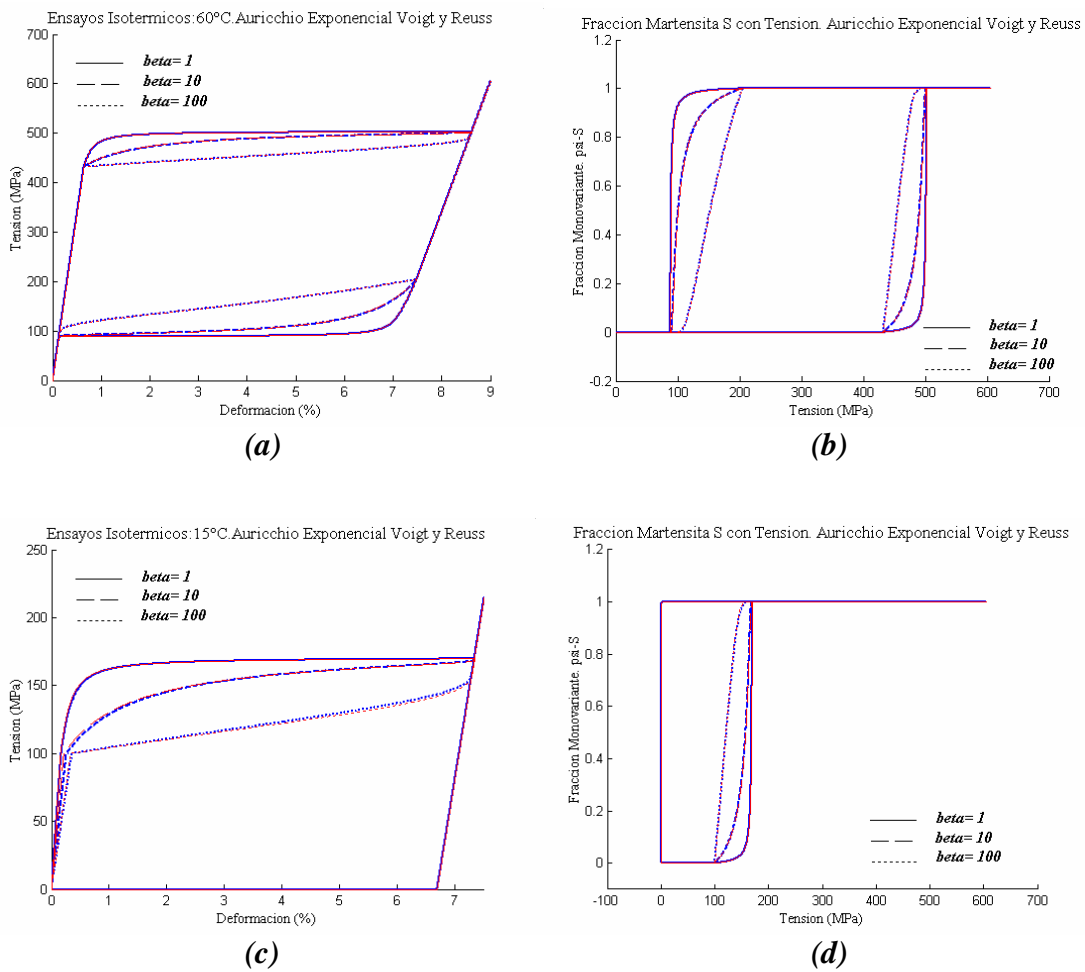 Ensayos Isotermicos:60°C.Auricchio Exponencial Voigt y Reuss
700
600
500
400
300
200
100
0
Tension (MPa)
beta= 1
beta= 10
beta= 100
0 1 2 3 4 5 6 7 8 9
Deformacion (%)
(a)
Fraccion Martensita S con Tension. Auricchio Exponencial Voigt y Reuss
1.2
1
0.8
0.6
0.4
0.2
0
-0.2
Fraccion Monovariante. psi-S
beta= 1
beta= 10
beta= 100
0 100 200 300 400 500 600 700
Tension (MPa)
(b)
Ensayos Isotermicos:15°C.Auricchio Exponencial Voigt y Reuss
250
200
150
100
50
0
Tension (MPa)
beta= 1
beta= 10
beta= 100
0 1 2 3 4 5 6 7
Deformacion (%)
(c)
Fraccion Martensita S con Tension. Auricchio Exponencial Voigt y Reuss
1.2
1
0.8
0.6
0.4
0.2
0
-0.2
Fraccion Monovariante. psi-S
beta= 1
beta= 10
beta= 100
-100 0 100 200 300 400 500 600 700
Tension (MPa)
(d)